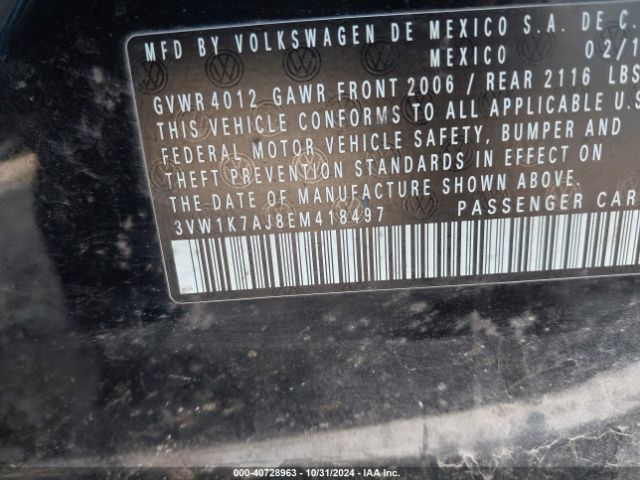 MFD BY VOLKSWAGEN DE MEXICO S.A. DE C.
MEXICO 02/1
GVWR 4012 GAWR FRONT 2006 / REAR 2116 LBS
THIS VEHICLE CONFORMS TO ALL APPLICABLE U.S
FEDERAL MOTOR VEHICLE SAFETY, BUMPER AND
THEFT PREVENTION STANDARDS IN EFFECT ON
THE DATE OF MANUFACTURE SHOWN ABOVE.
3VW1K7AJ8EM418497 PASSENGER CAR
000-40728963 - 10/31/2024 - IAA Inc.